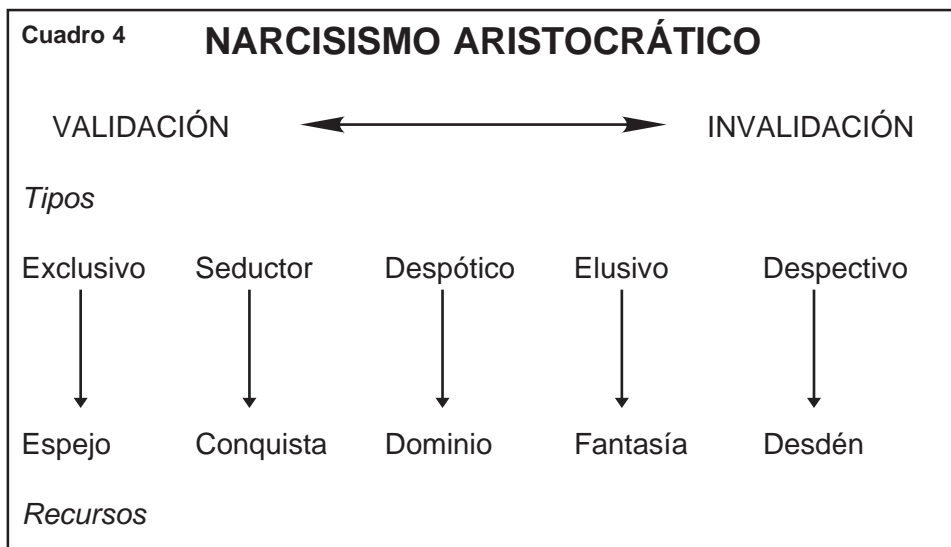 Cuadro 4 NARCISISMO ARISTOCRÁTICO
VALIDACIÓN INVALIDACIÓN
Tipos
Exclusivo Seductor Despótico Elusivo Despectivo
Espejo Conquista Dominio Fantasía Desdén
Recursos